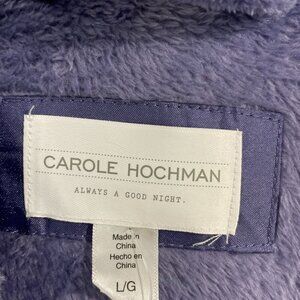 CAROLE HOCHMAN
ALWAYS A GOOD NIGHT.
Made in
China
Hecho en
China
L/G